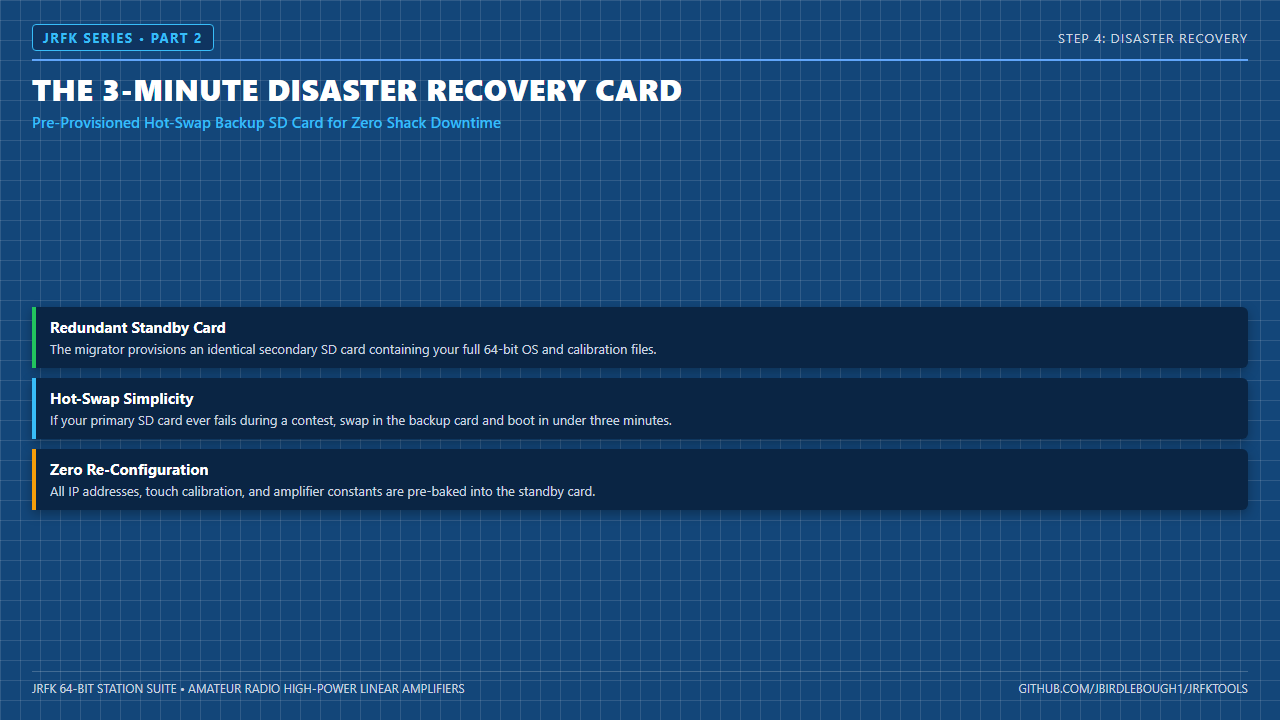 JRFK SERIES • PART 2
STEP 4: DISASTER RECOVERY
THE 3-MINUTE DISASTER RECOVERY CARD
Pre-Provisioned Hot-Swap Backup SD Card for Zero Shack Downtime
Redundant Standby Card
The migrator provisions an identical secondary SD card containing your full 64-bit OS and calibration files.
Hot-Swap Simplicity
If your primary SD card ever fails during a contest, swap in the backup card and boot in under three minutes.
Zero Re-Configuration
All IP addresses, touch calibration, and amplifier constants are pre-baked into the standby card.
JRFK 64-BIT STATION SUITE • AMATEUR RADIO HIGH-POWER LINEAR AMPLIFIERS
GITHUB.COM/JBIRDLEBOUGH1/JRFKTOOLS